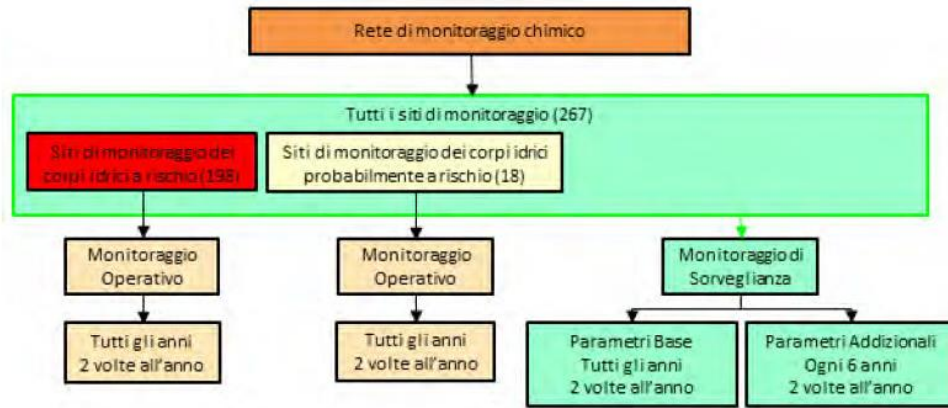 Rete di monitoraggio chimico
Tutti i siti di monitoraggio (267)
Siti di monitoraggio dei
corpi idrici a rischio (198)
Siti di monitoraggio dei corpi idrici
probabilmente a rischio (18)
Monitoraggio
Operativo
Monitoraggio
Operativo
Monitoraggio di
Sorveglianza
Tutti gli anni
2 volte all'anno
Tutti gli anni
2 volte all'anno
Parametri Base
Tutti gli anni
2 volte all'anno
Parametri Addizionali
Ogni 6 anni
2 volte all'anno